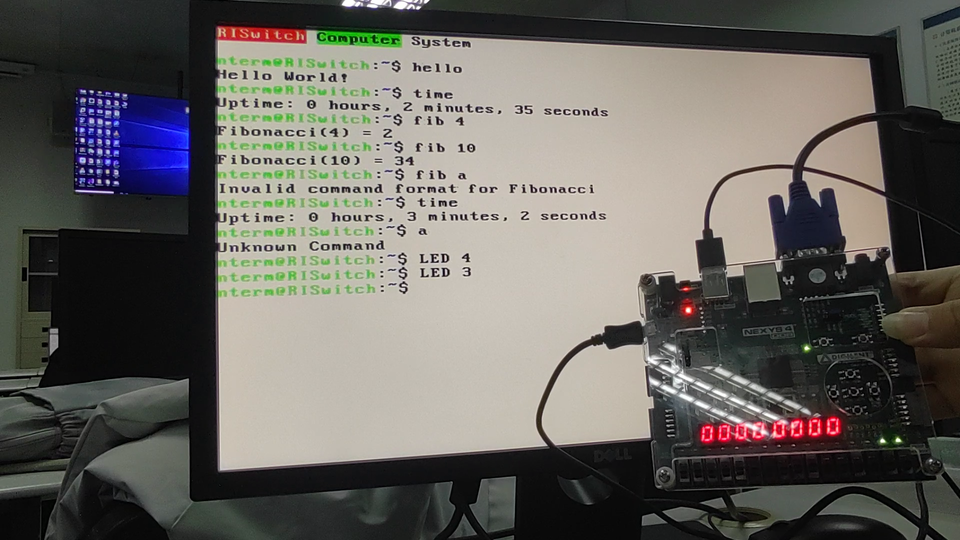 RISwitch Computer System
nterm@RISwitch:~$ hello
Hello World!
nterm@RISwitch:~$ time
Uptime: 0 hours, 2 minutes, 35 seconds
nterm@RISwitch:~$ fib 4
Fibonacci(4) = 2
nterm@RISwitch:~$ fib 10
Fibonacci(10) = 34
nterm@RISwitch:~$ fib a
Invalid command format for Fibonacci
nterm@RISwitch:~$ time
Uptime: 0 hours, 3 minutes, 2 seconds
nterm@RISwitch:~$ a
Unknown Command
nterm@RISwitch:~$ LED 4
nterm@RISwitch:~$ LED 3
nterm@RISwitch:~$
NEXYS 4
DIGILENT
00000000
DELL